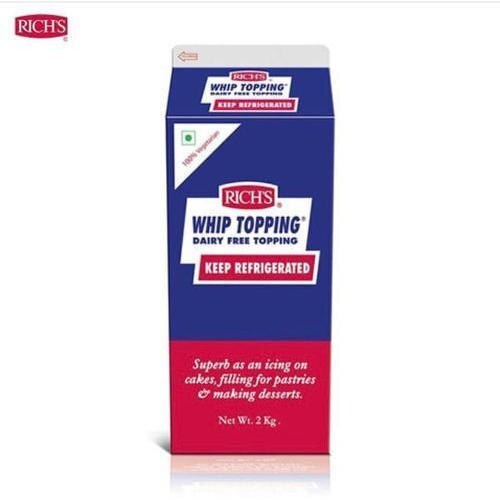 RICH'S®
RICH'S
WHIP TOPPING®
DAIRY FREE TOPPING
KEEP REFRIGERATED
100% Vegetarian
RICH'S®
WHIP TOPPING®
DAIRY FREE TOPPING
KEEP REFRIGERATED
Superb as an icing on
cakes, filling for pastries
& making desserts.
Net Wt. 2 Kg.